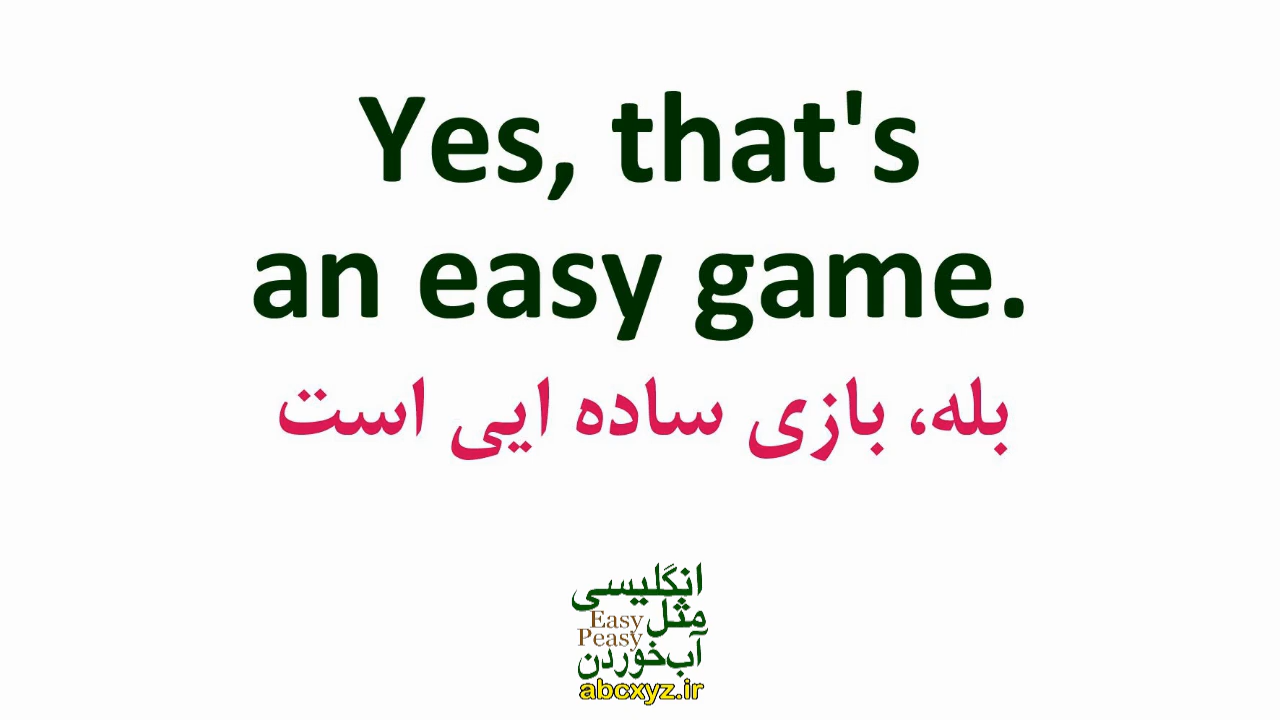 Yes, that's
an easy game.
بله، بازی ساده ایی است
انگلیسی
مثل
Easy
Peasy
آب‌خوردن
abcxyz.ir